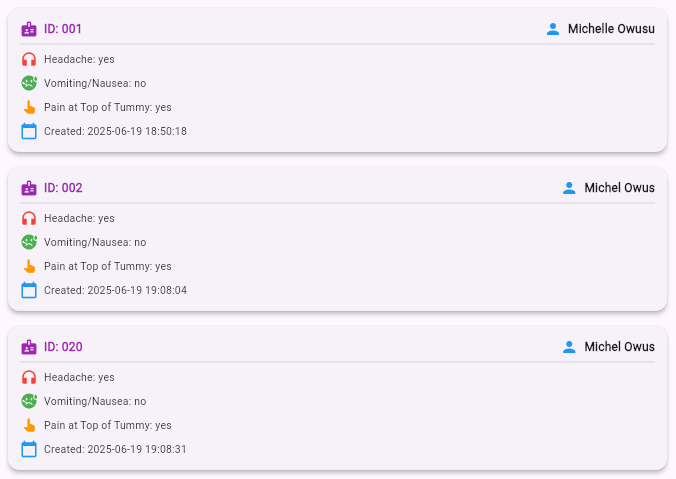 ID: 001 Michelle Owusu
Headache: yes
Vomiting/Nausea: no
Pain at Top of Tummy: yes
Created: 2025-06-19 18:50:18
ID: 002 Michel Owus
Headache: yes
Vomiting/Nausea: no
Pain at Top of Tummy: yes
Created: 2025-06-19 19:08:04
ID: 020 Michel Owus
Headache: yes
Vomiting/Nausea: no
Pain at Top of Tummy: yes
Created: 2025-06-19 19:08:31